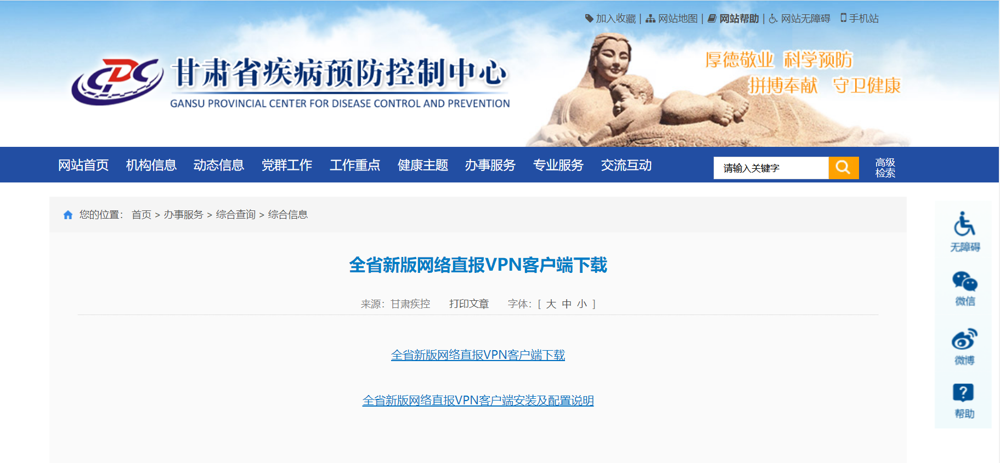 加入收藏 | 网站地图 | 网站帮助 | 网站无障碍 手机站
CDC
甘肃省疾病预防控制中心
GANSU PROVINCIAL CENTER FOR DISEASE CONTROL AND PREVENTION
厚德敬业 科学预防
拼搏奉献 守卫健康
网站首页 机构信息 动态信息 党群工作 工作重点 健康主题 办事服务 专业服务 交流互动
请输入关键字
高级
检索
您的位置： 首页 > 办事服务 > 综合查询 > 综合信息
全省新版网络直报VPN客户端下载
来源：甘肃疾控 打印文章 字体：[ 大 中 小 ]
全省新版网络直报VPN客户端下载
全省新版网络直报VPN客户端安装及配置说明
无障碍
微信
微博
帮助